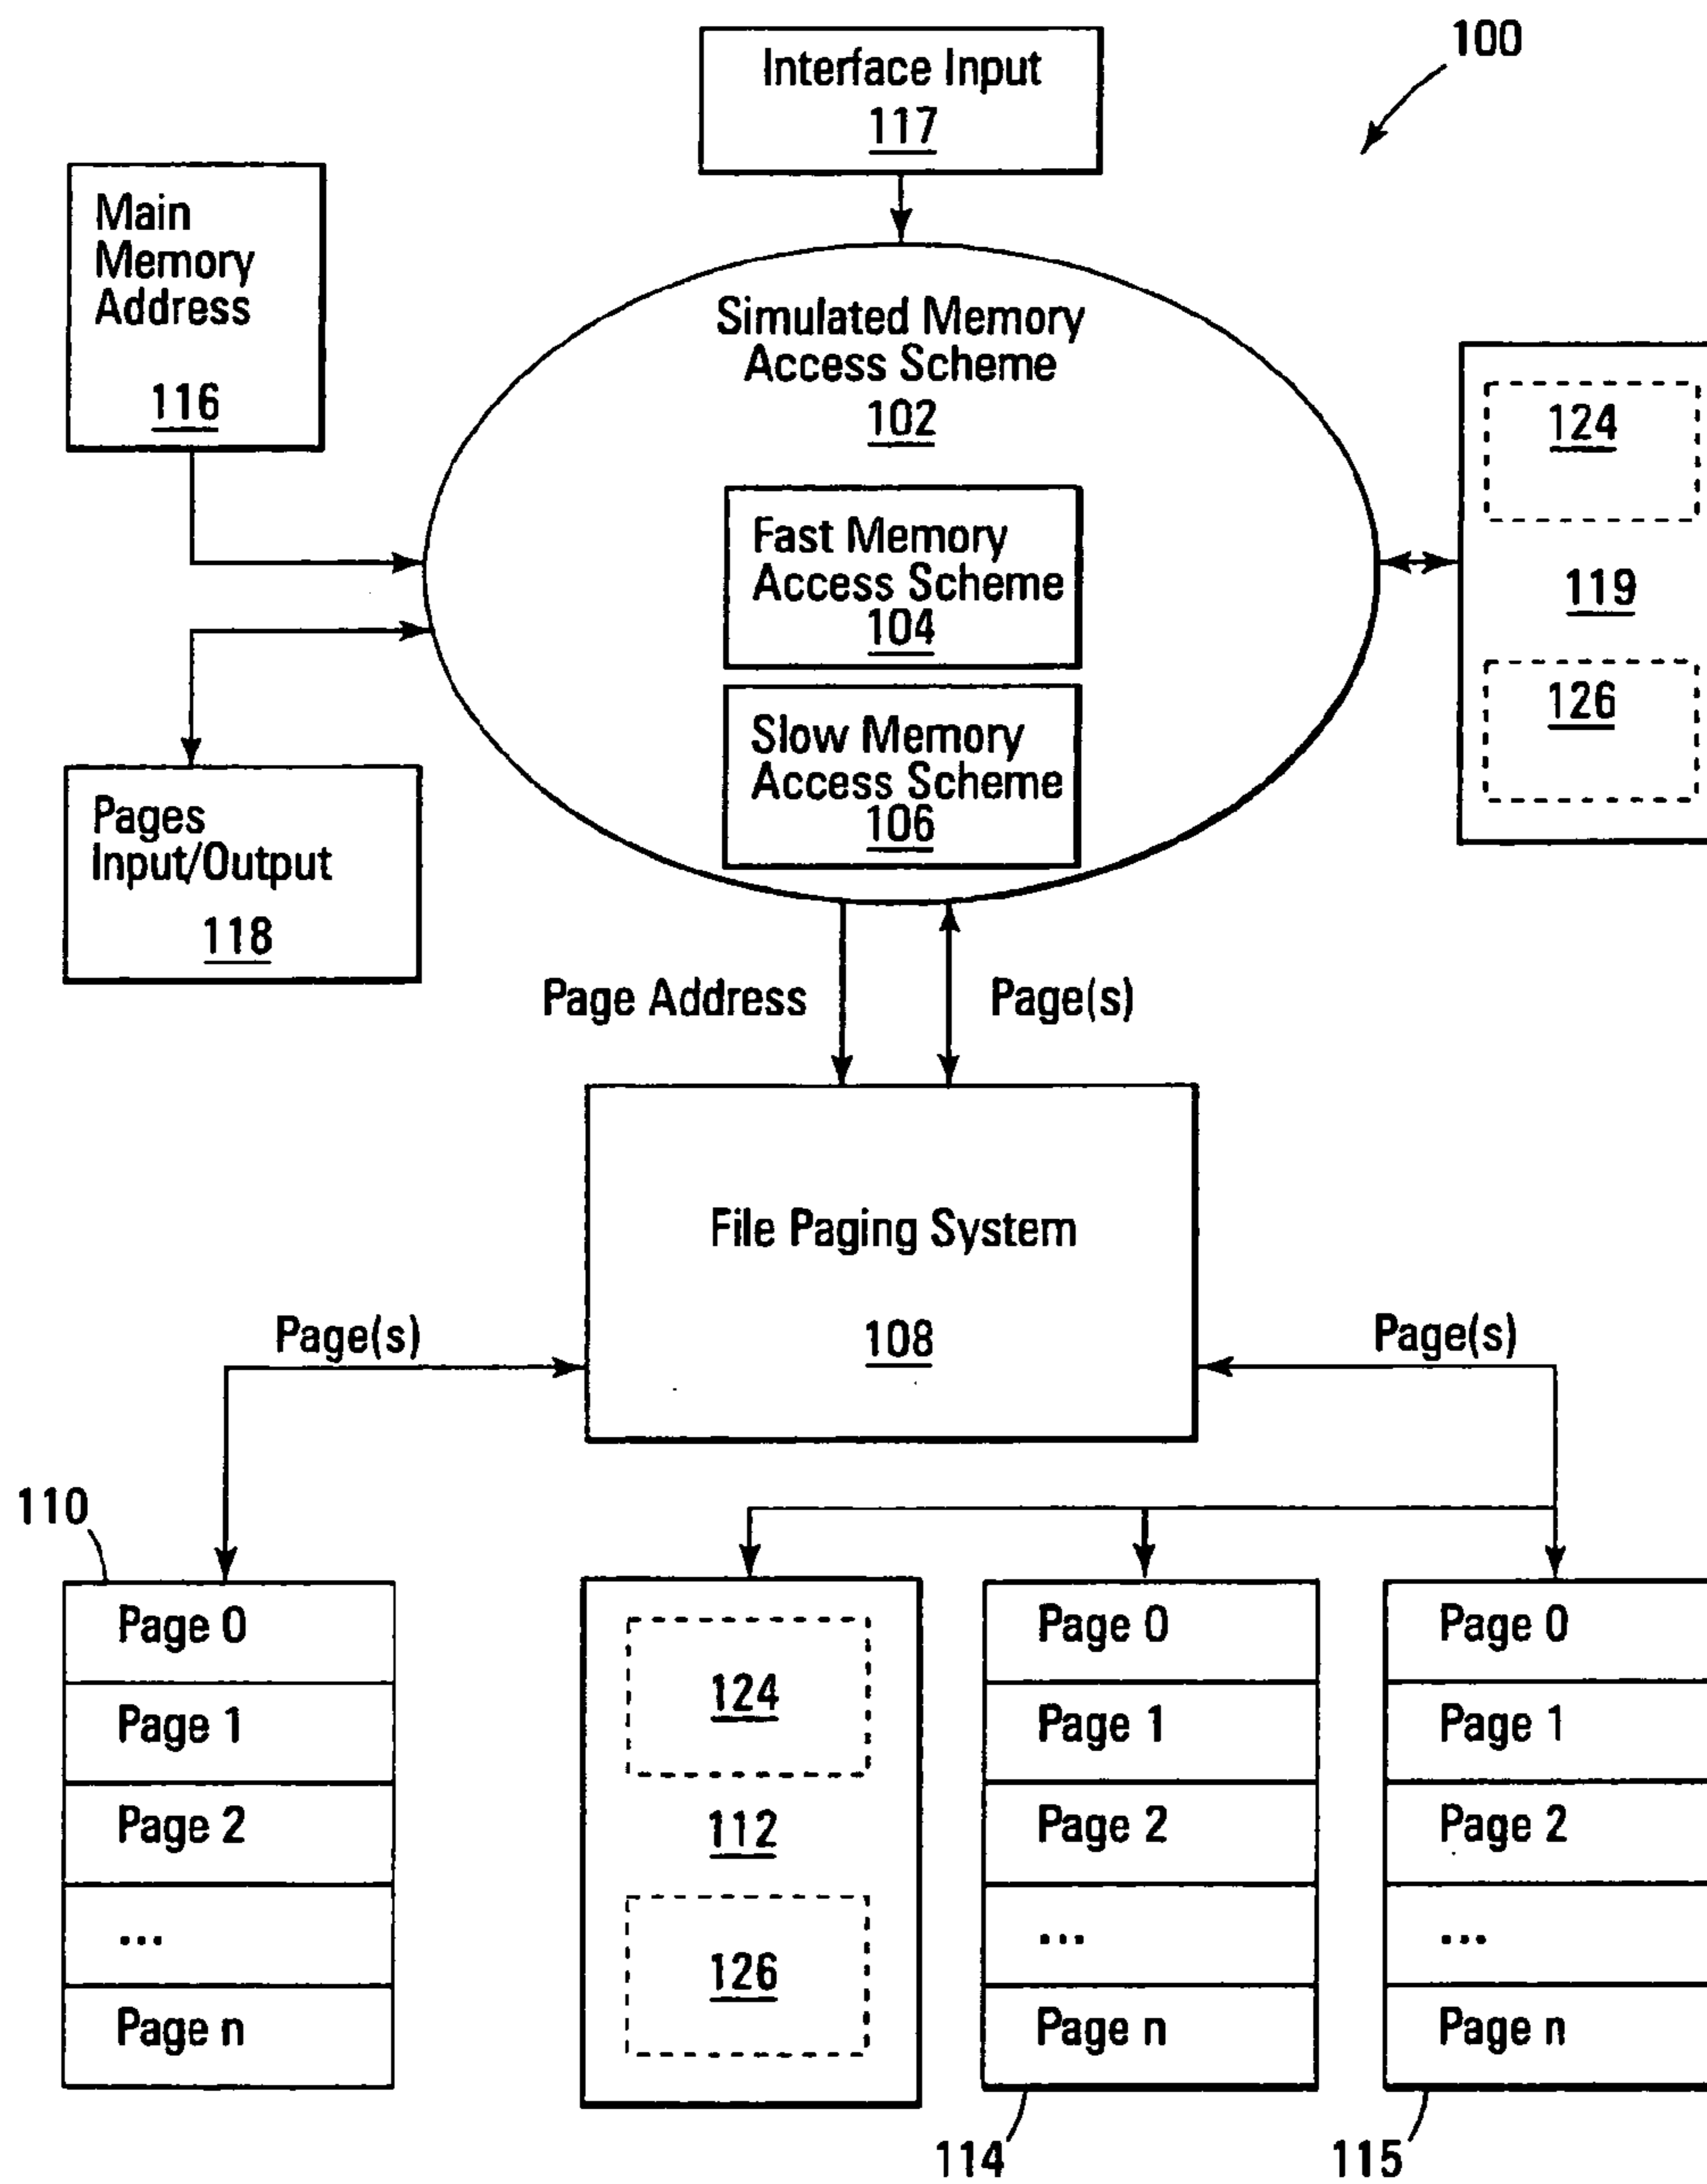 100
Interface Input
117
Main
Memory
Address
116
Simulated Memory
Access Scheme
102
124
Fast Memory
Access Scheme
104
119
Slow Memory
Access Scheme
106
126
Pages
Input/Output
118
Page Address
Page(s)
File Paging System
108
Page(s)
Page(s)
110
Page 0
Page 1
Page 2
...
Page n
124
112
126
Page 0
Page 1
Page 2
...
Page n
114
Page 0
Page 1
Page 2
...
Page n
115